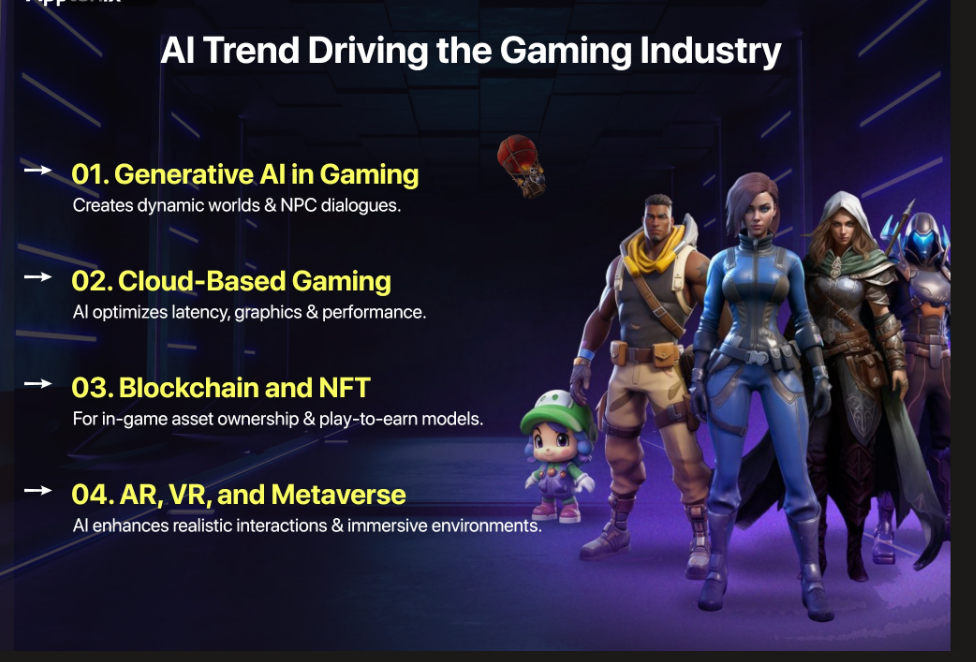 AI Trend Driving the Gaming Industry
01. Generative AI in Gaming
Creates dynamic worlds & NPC dialogues.
02. Cloud-Based Gaming
AI optimizes latency, graphics & performance.
03. Blockchain and NFT
For in-game asset ownership & play-to-earn models.
04. AR, VR, and Metaverse
AI enhances realistic interactions & immersive environments.